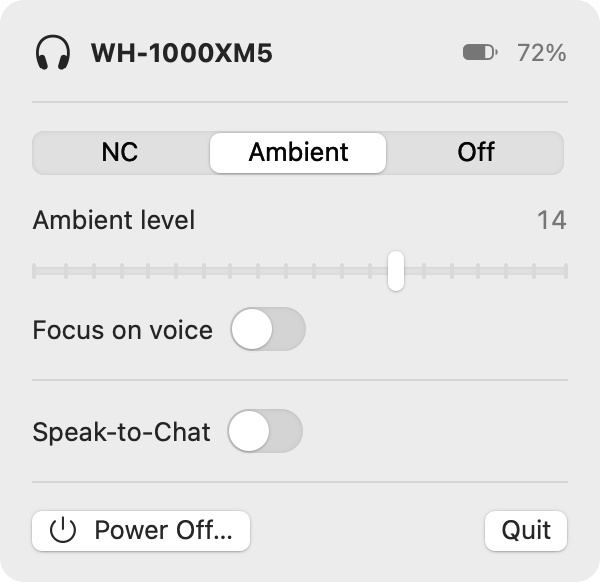 WH-1000XM5 72%
NC Ambient Off
Ambient level 14
Focus on voice
Speak-to-Chat
Power Off... Quit